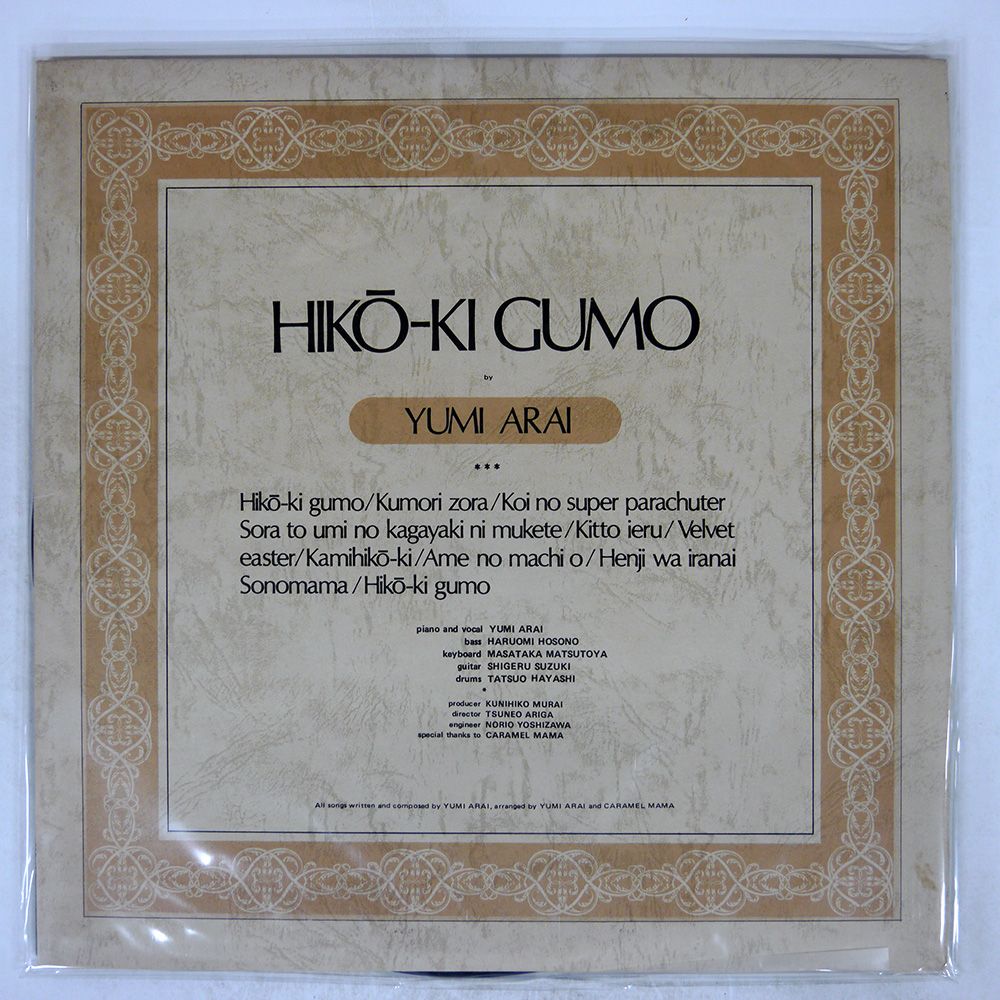 HIKŌ-KI GUMO
by
YUMI ARAI
***
Hikō-ki gumo/Kumori zora/Koi no super parachuter
Sora to umi no kagayaki ni mukete/Kitto ieru/Velvet
easter/Kamihikō-ki/Ame no machi o/Henji wa iranai
Sonomama/Hikō-ki gumo
piano and vocal YUMI ARAI
bass HARUOMI HOSONO
keyboard MASATAKA MATSUTOYA
guitar SHIGERU SUZUKI
drums TATSUO HAYASHI
*
producer KUNIHIKO MURAI
director TSUNEO ARIGA
engineer NORIO YOSHIZAWA
special thanks to CARAMEL MAMA
All songs written and composed by YUMI ARAI, arranged by YUMI ARAI and CARAMEL MAMA